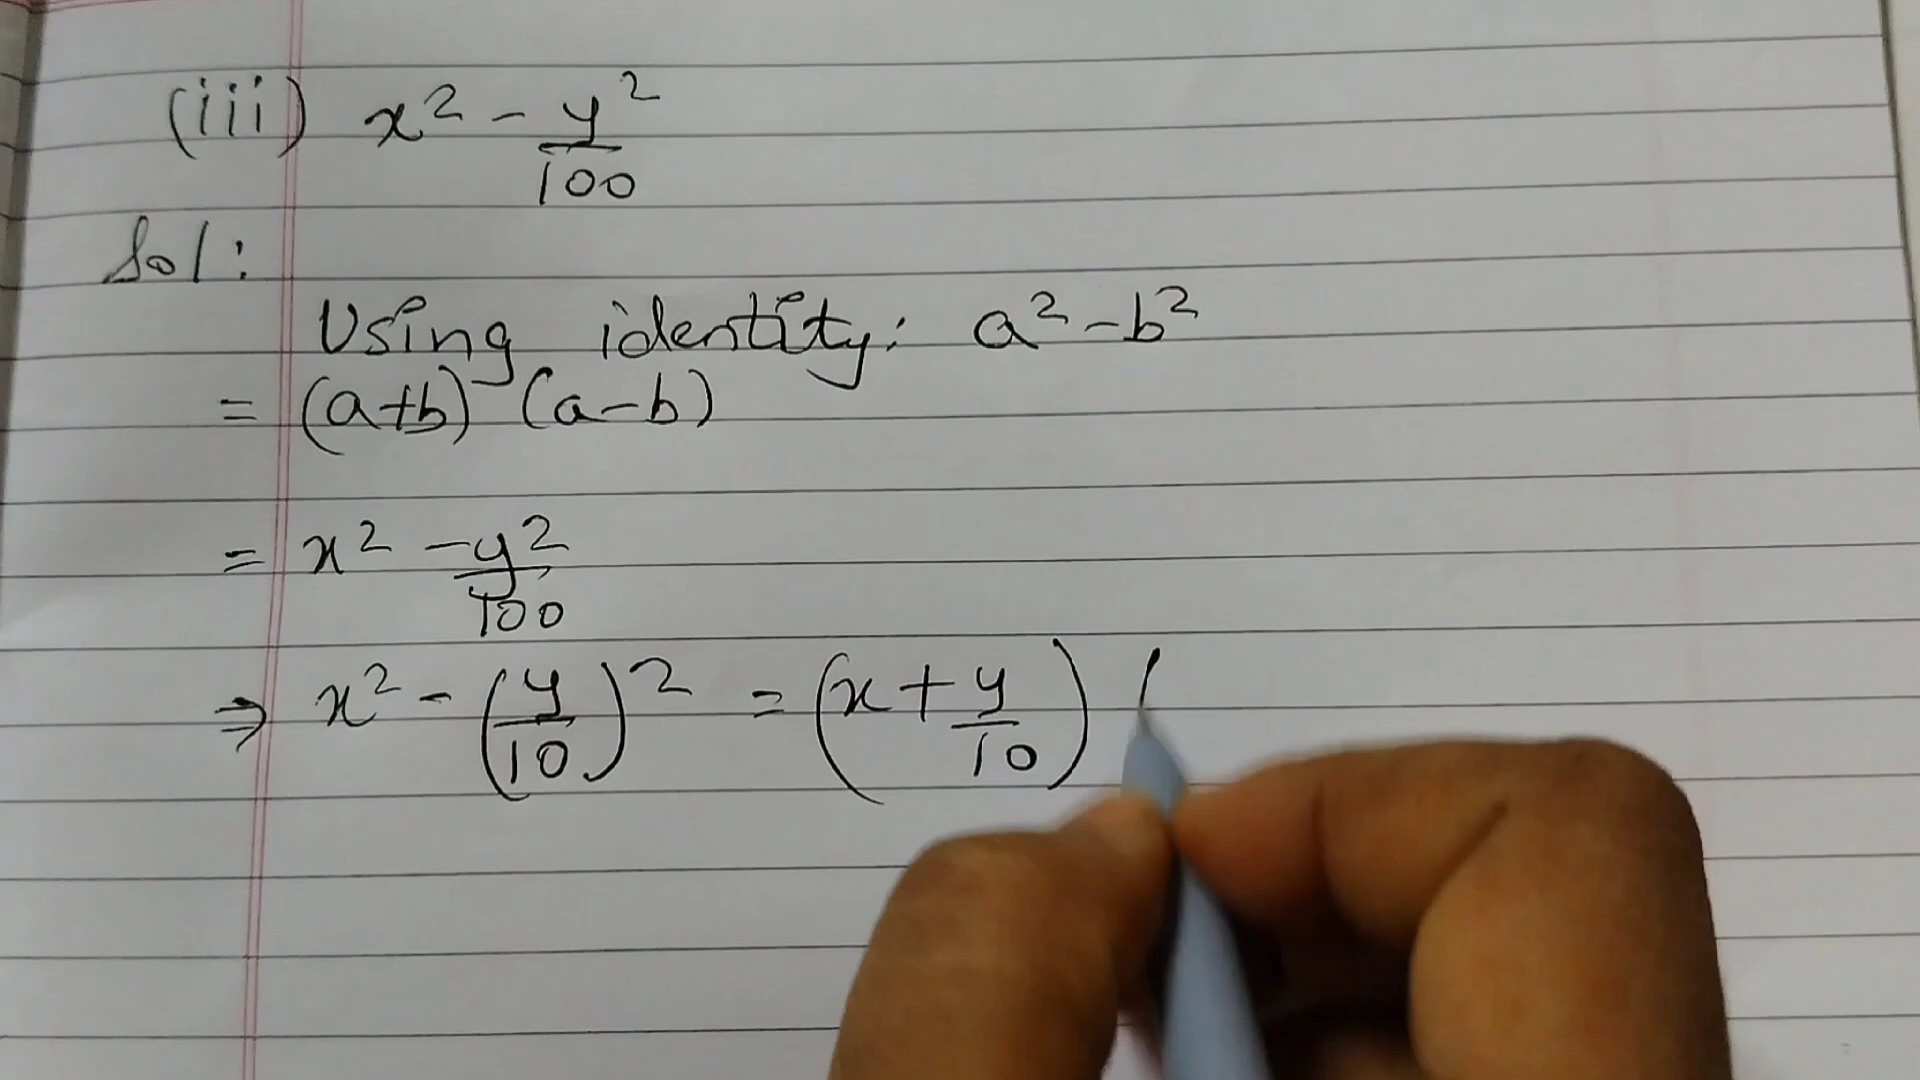 (iii) x² - y²/100
Sol:
Using identity: a² - b²
= (a+b) (a-b)
= x² - y²/100
⇒ x² - (y/10)² = (x + y/10) (